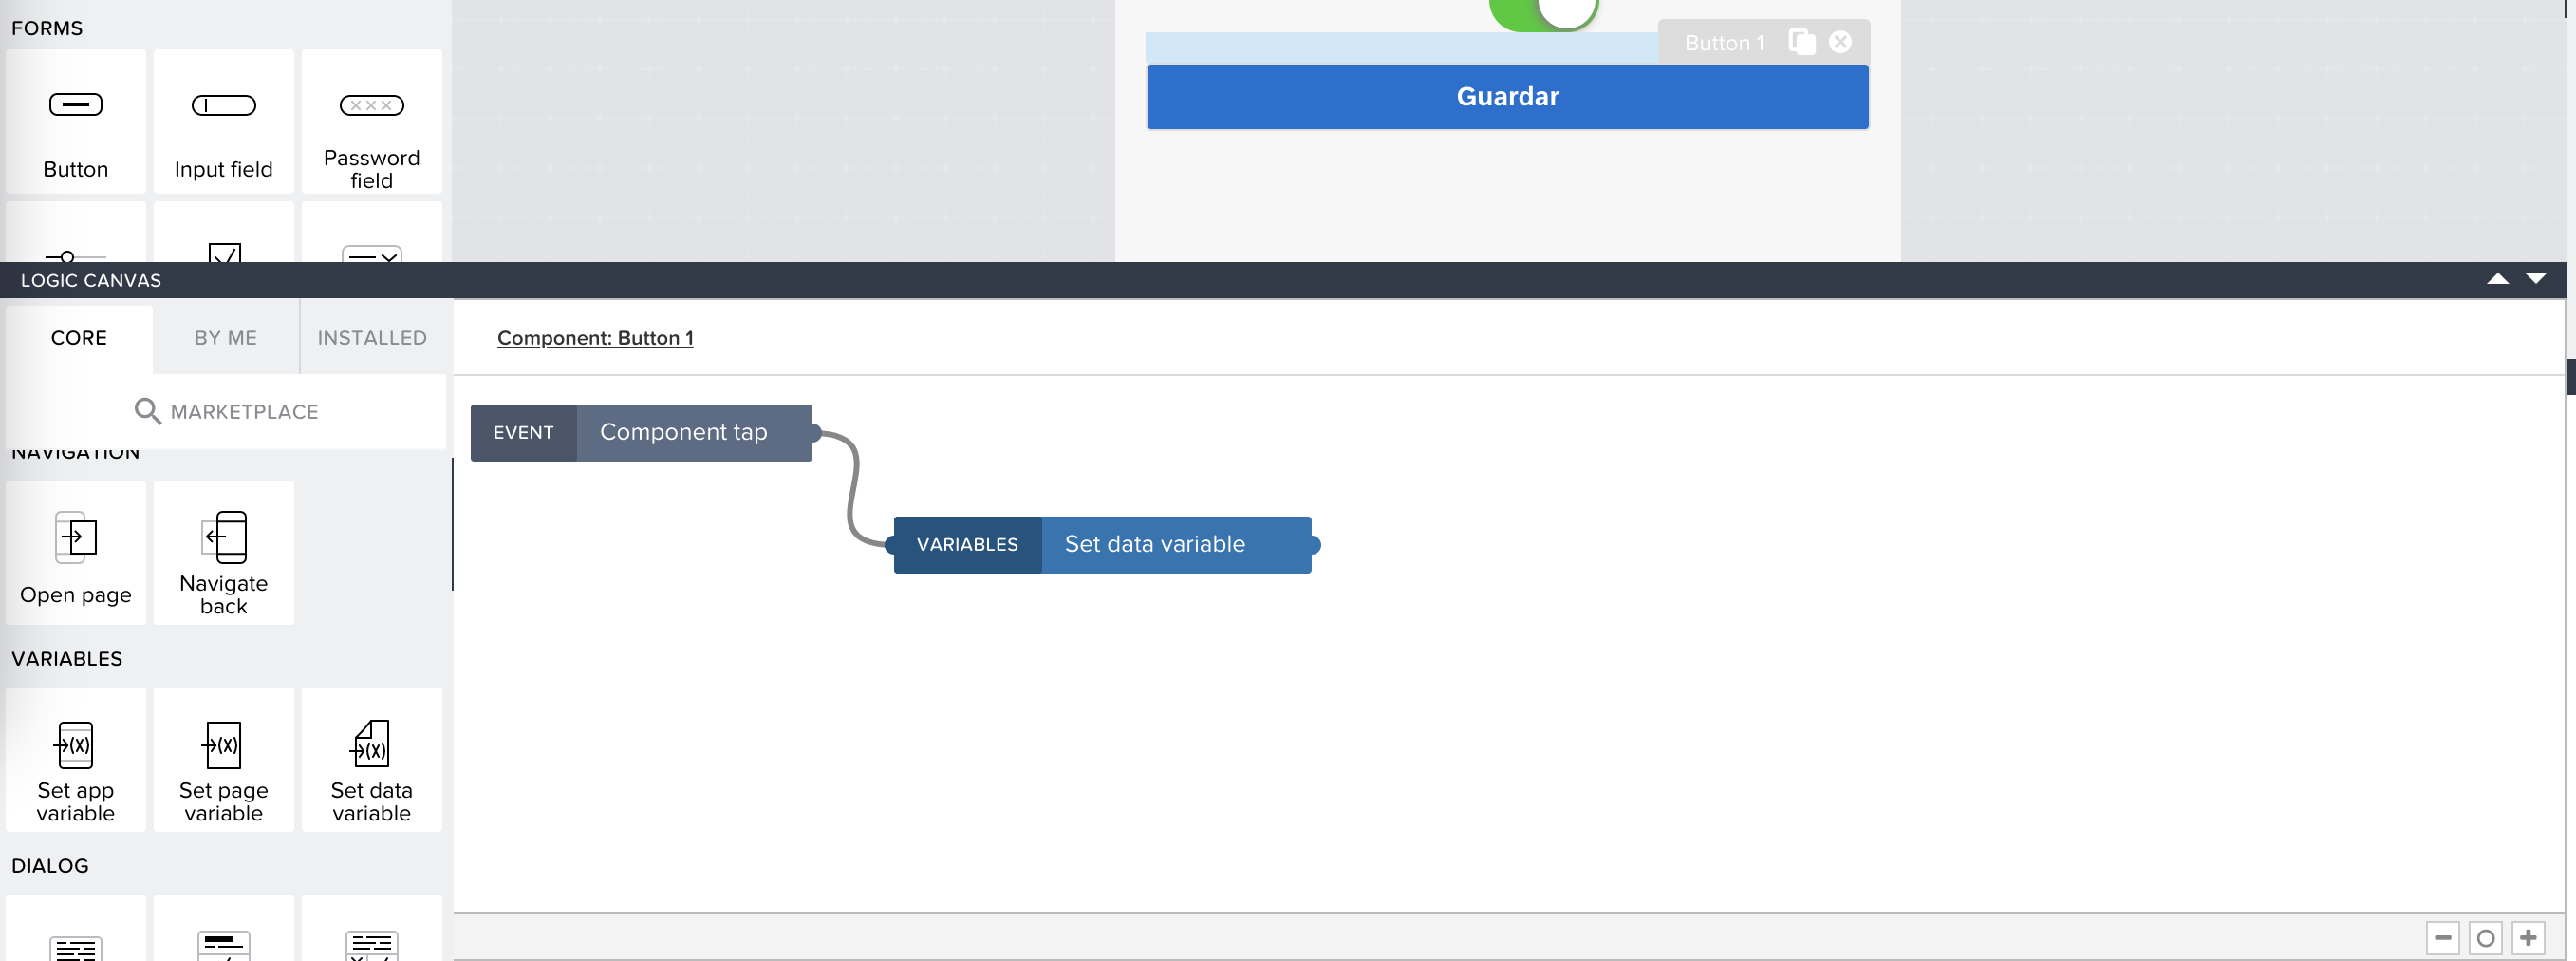 FORMS
Button
Input field
Password
field
Button 1
Guardar
LOGIC CANVAS
CORE
BY ME
INSTALLED
MARKETPLACE
NAVIGATION
Open page
Navigate
back
VARIABLES
Set app
variable
Set page
variable
Set data
variable
DIALOG
Component: Button 1
EVENT
Component tap
VARIABLES
Set data variable